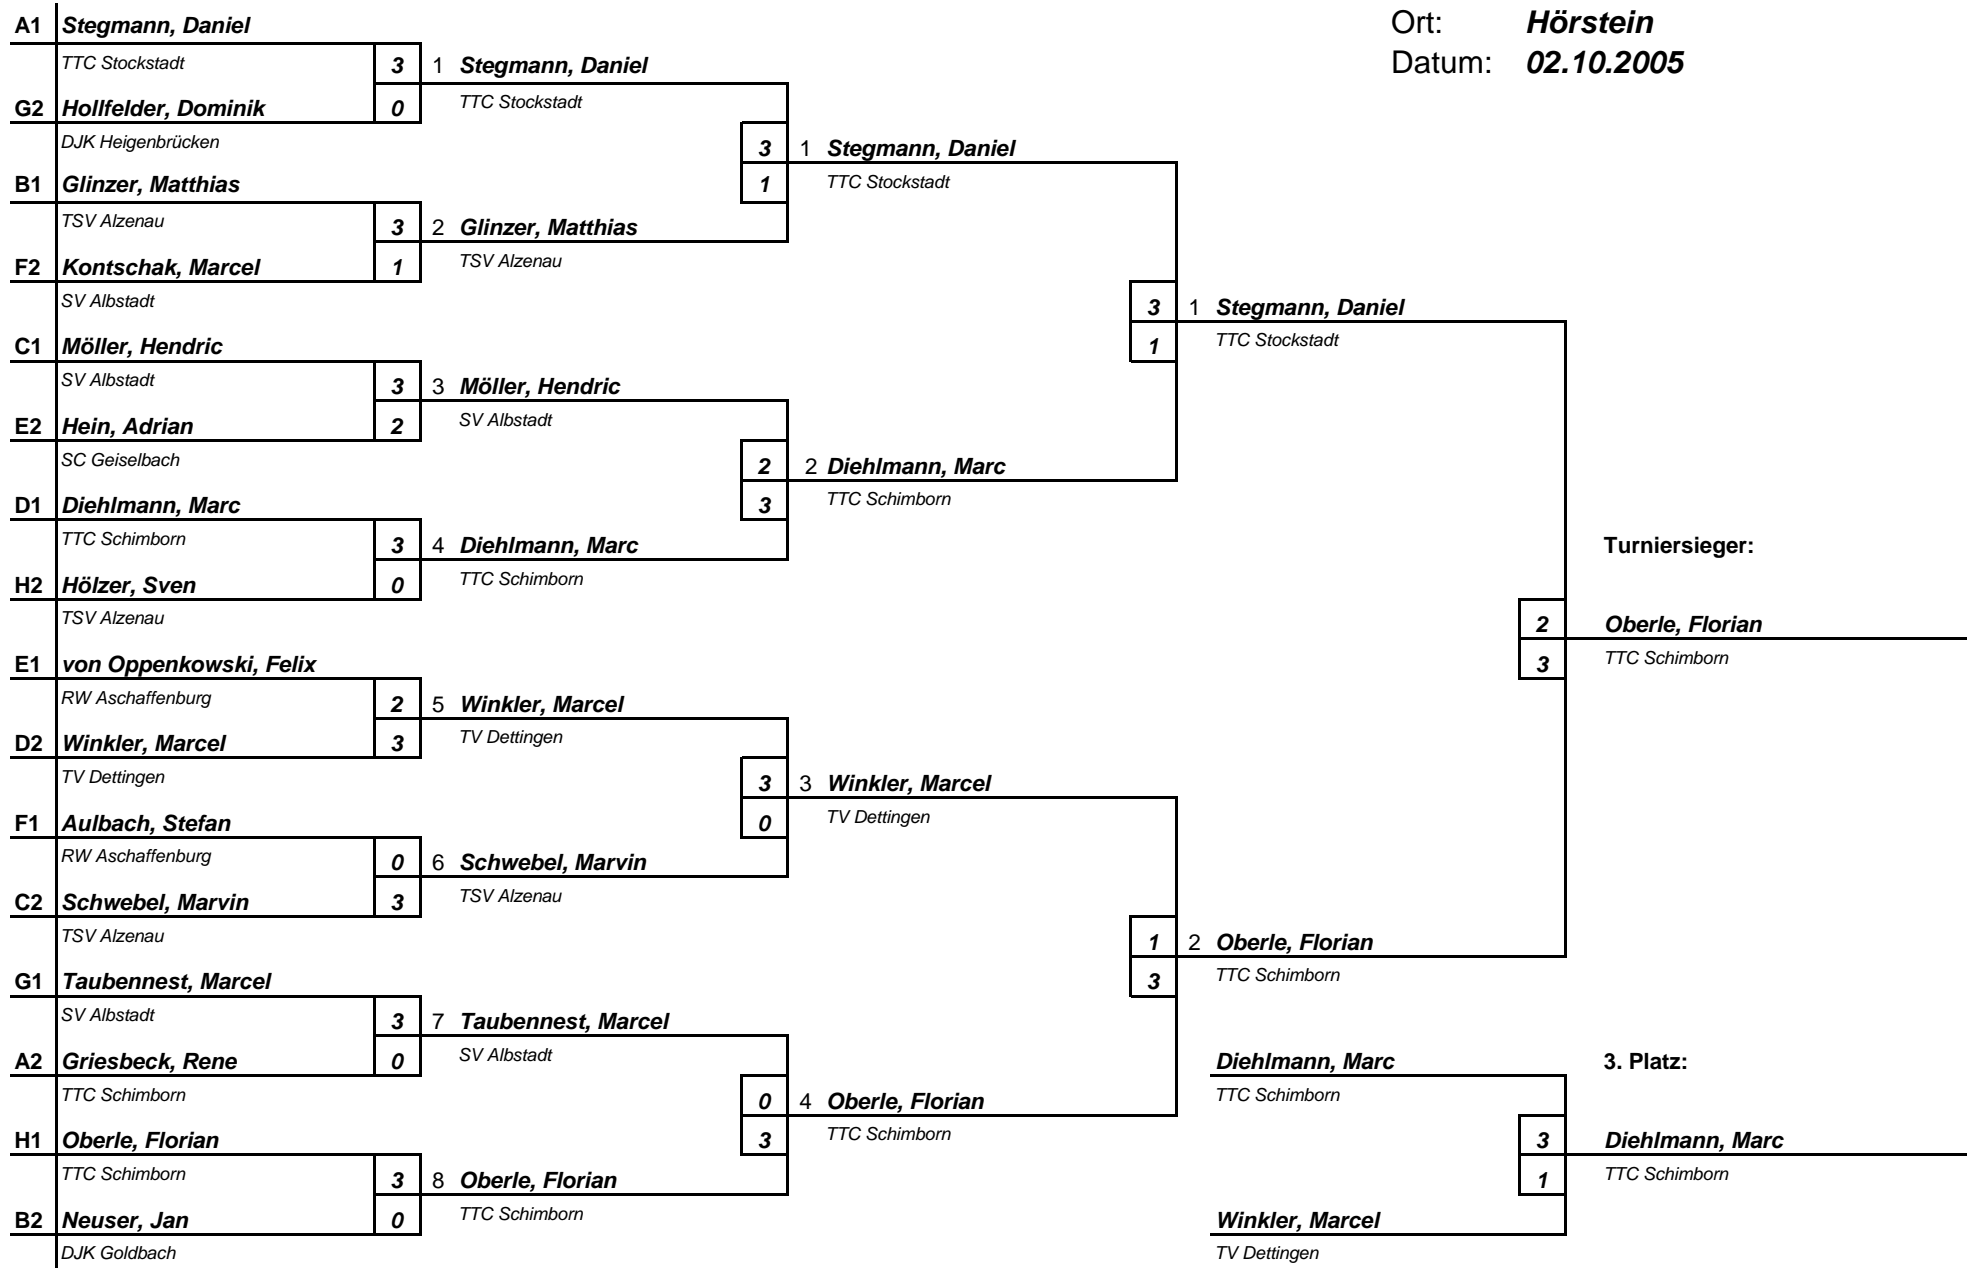 Ort: Hörstein
Datum: 02.10.2005
A1 Stegmann, Daniel
TTC Stockstadt 3
G2 Hollfelder, Dominik 0
DJK Heigenbrücken
B1 Glinzer, Matthias
TSV Alzenau 3
F2 Kontschak, Marcel 1
SV Albstadt
C1 Möller, Hendric
SV Albstadt 3
E2 Hein, Adrian 2
SC Geiselbach
D1 Diehlmann, Marc
TTC Schimborn 3
H2 Hölzer, Sven 0
TSV Alzenau
E1 von Oppenkowski, Felix
RW Aschaffenburg 2
D2 Winkler, Marcel 3
TV Dettingen
F1 Aulbach, Stefan
RW Aschaffenburg 0
C2 Schwebel, Marvin 3
TSV Alzenau
G1 Taubennest, Marcel
SV Albstadt 3
A2 Griesbeck, Rene 0
TTC Schimborn
H1 Oberle, Florian
TTC Schimborn 3
B2 Neuser, Jan 0
DJK Goldbach
1 Stegmann, Daniel
TTC Stockstadt
3
1
2 Glinzer, Matthias
TSV Alzenau
3 Möller, Hendric
SV Albstadt
2
3
4 Diehlmann, Marc
TTC Schimborn
5 Winkler, Marcel
TV Dettingen
3
0
6 Schwebel, Marvin
TSV Alzenau
7 Taubennest, Marcel
SV Albstadt
0
3
8 Oberle, Florian
TTC Schimborn
1 Stegmann, Daniel
TTC Stockstadt
3
1
2 Diehlmann, Marc
TTC Schimborn
3 Winkler, Marcel
TV Dettingen
1
3
4 Oberle, Florian
TTC Schimborn
1 Stegmann, Daniel
TTC Stockstadt
2
3
2 Oberle, Florian
TTC Schimborn
Turniersieger:
Oberle, Florian
TTC Schimborn
Diehlmann, Marc
TTC Schimborn
3
1
Winkler, Marcel
TV Dettingen
3. Platz:
Diehlmann, Marc
TTC Schimborn